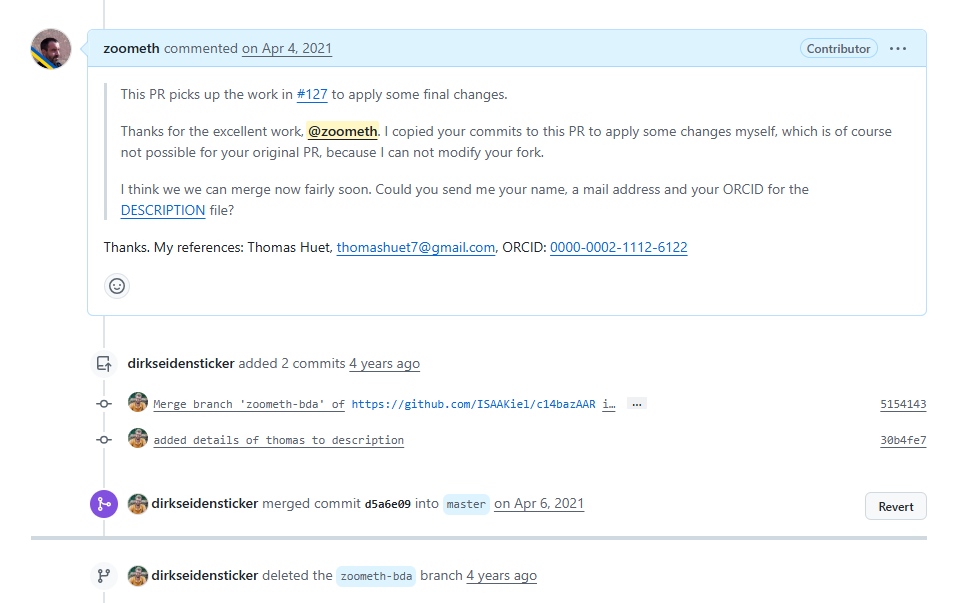 zoometh commented on Apr 4, 2021 Contributor ...
This PR picks up the work in #127 to apply some final changes.
Thanks for the excellent work, @zoometh. I copied your commits to this PR to apply some changes myself, which is of course
not possible for your original PR, because I can not modify your fork.
I think we we can merge now fairly soon. Could you send me your name, a mail address and your ORCID for the
DESCRIPTION file?
Thanks. My references: Thomas Huet, thomashuet7@gmail.com, ORCID: 0000-0002-1112-6122
dirkseidensticker added 2 commits 4 years ago
Merge branch 'zoometh-bda' of https://github.com/ISAAKiel/c14bazAAR i… ... 5154143
added details of thomas to description 30b4fe7
dirkseidensticker merged commit d5a6e09 into master on Apr 6, 2021 Revert
dirkseidensticker deleted the zoometh-bda branch 4 years ago